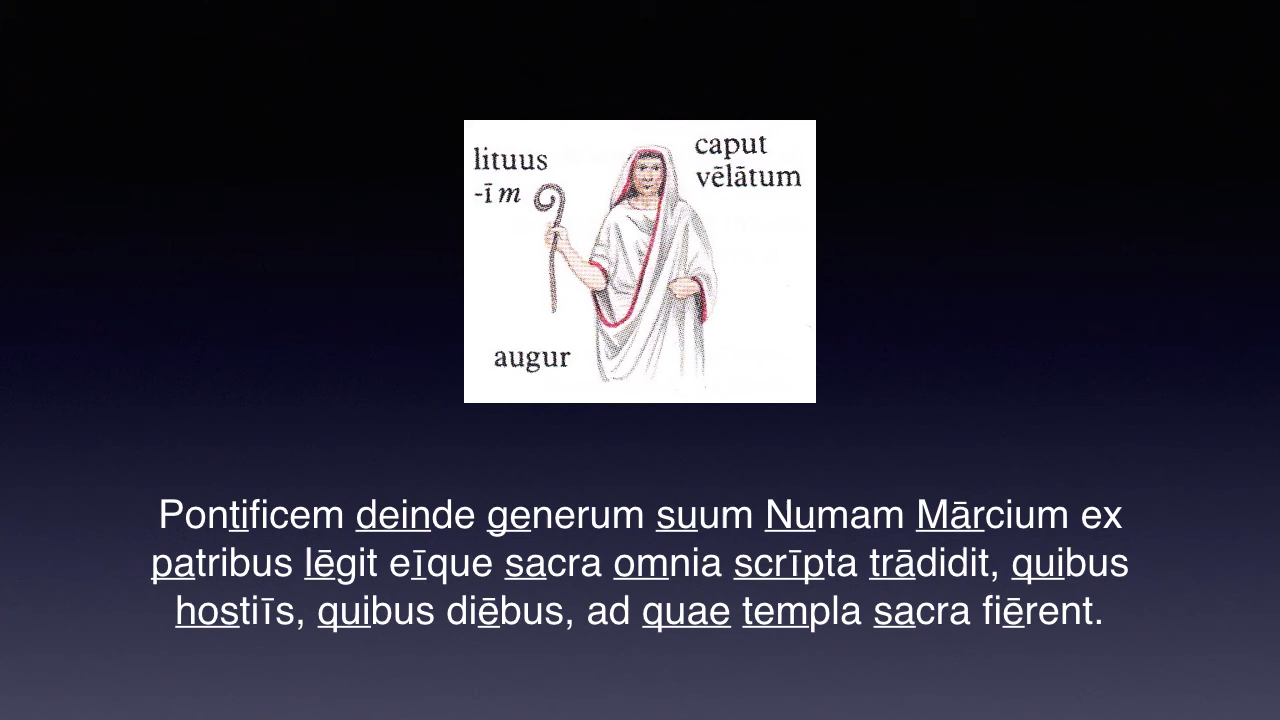 lituus
-ī m
caput
vēlātum
augur
Pontificem deinde generum suum Numam Mārcium ex
patribus lēgit eīque sacra omnia scrīpta trādidit, quibus
hostiīs, quibus diēbus, ad quae templa sacra fiērent.